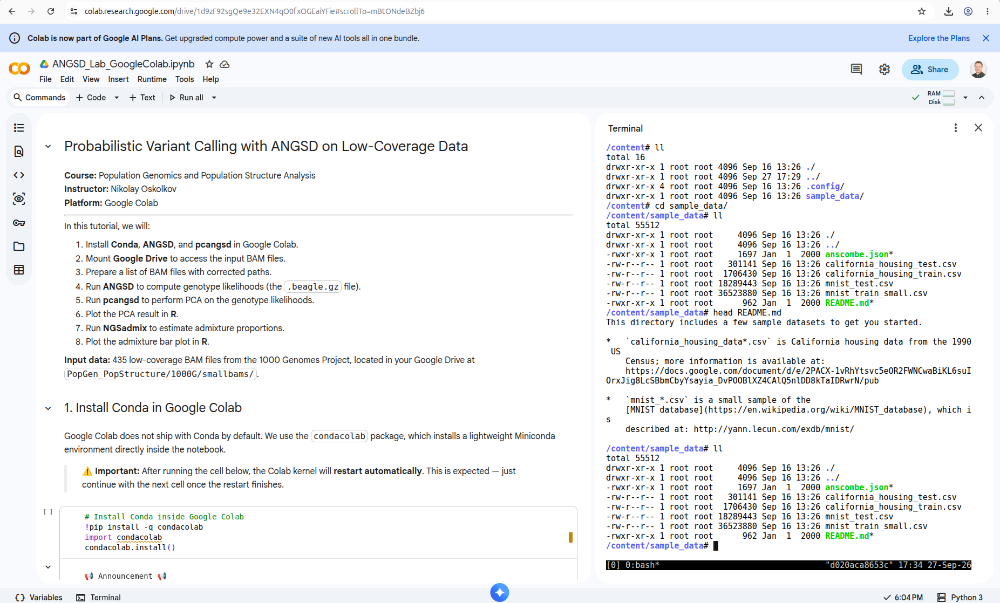 colab.research.google.com/drive/1d9zF92sgQe9e32EXN4qO0fxOGEaiYFie#scrollTo=mBtONdeBZbj6
Colab is now part of Google AI Plans. Get upgraded compute power and a suite of new AI tools all in one bundle.
Explore the Plans
ANGSD_Lab_GoogleColab.ipynb
File Edit View Insert Runtime Tools Help
Share
Commands + Code + Text Run all
RAM
Disk
Probabilistic Variant Calling with ANGSD on Low-Coverage Data
Course: Population Genomics and Population Structure Analysis
Instructor: Nikolay Oskolkov
Platform: Google Colab
In this tutorial, we will:
1. Install Conda, ANGSD, and pcangsd in Google Colab.
2. Mount Google Drive to access the input BAM files.
3. Prepare a list of BAM files with corrected paths.
4. Run ANGSD to compute genotype likelihoods (the .beagle.gz file).
5. Run pcangsd to perform PCA on the genotype likelihoods.
6. Plot the PCA result in R.
7. Run NGSadmix to estimate admixture proportions.
8. Plot the admixture bar plot in R.
Input data: 435 low-coverage BAM files from the 1000 Genomes Project, located in your Google Drive at
PopGen_PopStructure/1000G/smallbams/.
1. Install Conda in Google Colab
Google Colab does not ship with Conda by default. We use the condacolab package, which installs a lightweight Miniconda
environment directly inside the notebook.
⚠️ Important: After running the cell below, the Colab kernel will restart automatically. This is expected — just
continue with the next cell once the restart finishes.
[ ]
# Install Conda inside Google Colab
!pip install -q condacolab
import condacolab
condacolab.install()
📢 Announcement 📢
Terminal
/content# ll
total 16
drwxr-xr-x 1 root root 4096 Sep 16 13:26 ./
drwxr-xr-x 1 root root 4096 Sep 27 17:29 ../
drwxr-xr-x 4 root root 4096 Sep 16 13:26 .config/
drwxr-xr-x 1 root root 4096 Sep 16 13:26 sample_data/
/content# cd sample_data/
/content/sample_data# ll
total 55512
drwxr-xr-x 1 root root     4096 Sep 16 13:26 ./
drwxr-xr-x 1 root root     4096 Sep 16 13:26 ../
-rwxr-xr-x 1 root root     1697 Jan  1  2000 anscombe.json*
-rw-r--r-- 1 root root   301141 Sep 16 13:26 california_housing_test.csv
-rw-r--r-- 1 root root  1706430 Sep 16 13:26 california_housing_train.csv
-rw-r--r-- 1 root root 18289443 Sep 16 13:26 mnist_test.csv
-rw-r--r-- 1 root root 36523880 Sep 16 13:26 mnist_train_small.csv
-rwxr-xr-x 1 root root      962 Jan  1  2000 README.md*
/content/sample_data# head README.md
This directory includes a few sample datasets to get you started.
*   `california_housing_data*.csv` is California housing data from the 1990
US
Census; more information is available at:
https://docs.google.com/document/d/e/2PACX-1vRhYtsvc5eOR2FWNCwaBiKL6suI
OrxJig8LcSBbmCbyYsayia_DvPOOBlXZ4CAlQ5nlDD8kTaIDRwrN/pub
*   `mnist_*.csv` is a small sample of the
[MNIST database](https://en.wikipedia.org/wiki/MNIST_database), which i
s
described at: http://yann.lecun.com/exdb/mnist/
/content/sample_data# ll
total 55512
drwxr-xr-x 1 root root     4096 Sep 16 13:26 ./
drwxr-xr-x 1 root root     4096 Sep 16 13:26 ../
-rwxr-xr-x 1 root root     1697 Jan  1  2000 anscombe.json*
-rw-r--r-- 1 root root   301141 Sep 16 13:26 california_housing_test.csv
-rw-r--r-- 1 root root  1706430 Sep 16 13:26 california_housing_train.csv
-rw-r--r-- 1 root root 18289443 Sep 16 13:26 mnist_test.csv
-rw-r--r-- 1 root root 36523880 Sep 16 13:26 mnist_train_small.csv
-rwxr-xr-x 1 root root      962 Jan  1  2000 README.md*
/content/sample_data#
[0] 0:bash* "d020aca8653c" 17:34 27-Sep-26
Variables Terminal
6:04 PM Python 3